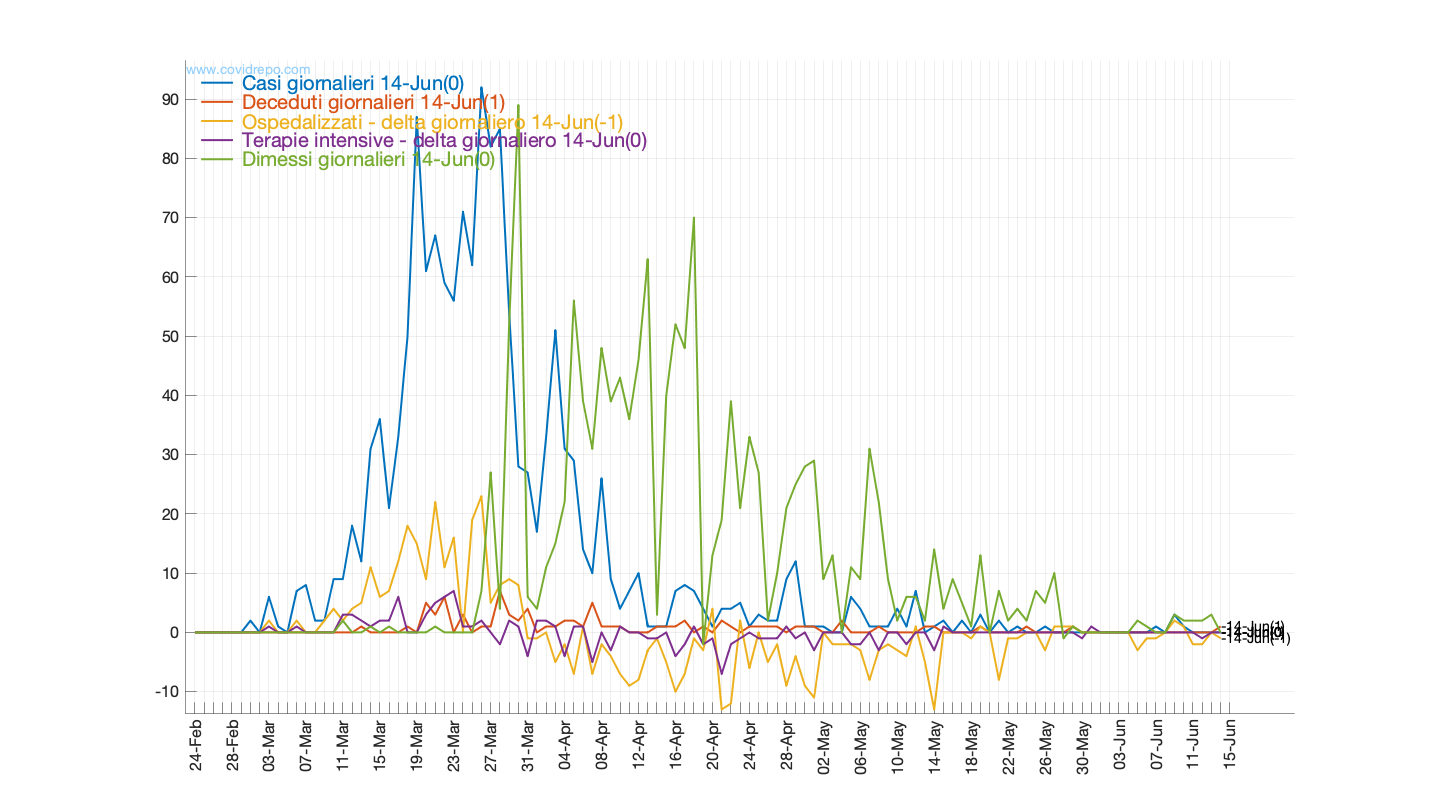 www.covidrepo.com
Casi giornalieri 14-Jun(0)
Deceduti giornalieri 14-Jun(1)
Ospedalizzati - delta giornaliero 14-Jun(-1)
Terapie intensive - delta giornaliero 14-Jun(0)
Dimessi giornalieri 14-Jun(0)
90
80
70
60
50
40
30
20
10
0
-10
-14-Jun(1)
-14-Jun(0)
-14-Jun(-1)
24-Feb
28-Feb
03-Mar
07-Mar
11-Mar
15-Mar
19-Mar
23-Mar
27-Mar
31-Mar
04-Apr
08-Apr
12-Apr
16-Apr
20-Apr
24-Apr
28-Apr
02-May
06-May
10-May
14-May
18-May
22-May
26-May
30-May
03-Jun
07-Jun
11-Jun
15-Jun